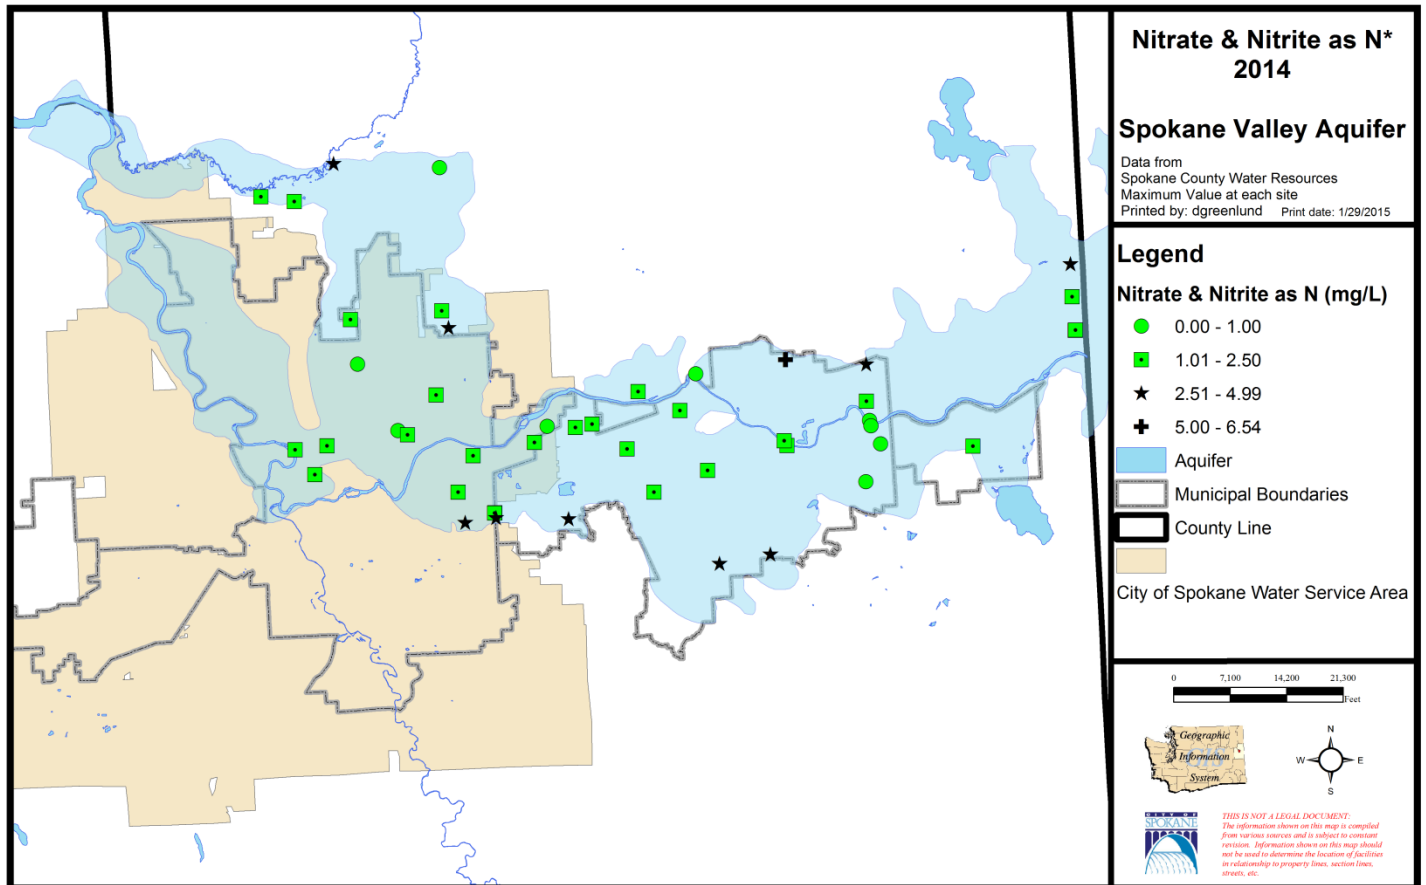 Nitrate & Nitrite as N*
2014
Spokane Valley Aquifer
Data from
Spokane County Water Resources
Maximum Value at each site
Printed by: dgreenlund Print date: 1/29/2015
Legend
Nitrate & Nitrite as N (mg/L)
0.00 - 1.00
1.01 - 2.50
2.51 - 4.99
5.00 - 6.54
Aquifer
Municipal Boundaries
County Line
City of Spokane Water Service Area
0 7,100 14,200 21,300
Feet
Geographic
Information
System
GIS
N
W E
S
CITY OF
SPOKANE
THIS IS NOT A LEGAL DOCUMENT:
The information shown on this map is compiled
from various sources and is subject to constant
revision. Information shown on this map should
not be used to determine the location of facilities
in relationship to property lines, section lines,
streets, etc.